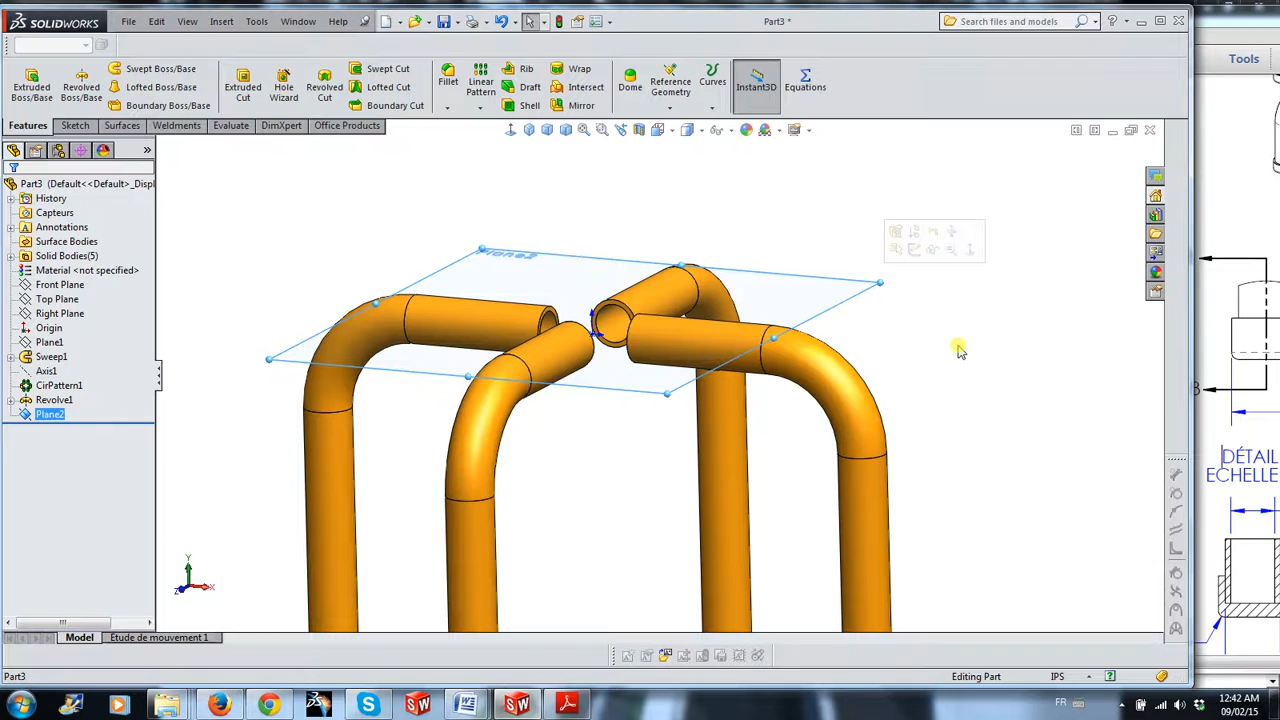 SOLIDWORKS
File
Edit
View
Insert
Tools
Window
Help
Part3 *
Search files and models
Tools
Extruded Boss/Base
Revolved Boss/Base
Swept Boss/Base
Lofted Boss/Base
Boundary Boss/Base
Extruded Cut
Hole Wizard
Revolved Cut
Swept Cut
Lofted Cut
Boundary Cut
Fillet
Linear Pattern
Rib
Draft
Shell
Wrap
Intersect
Mirror
Dome
Reference Geometry
Curves
Instant3D
Equations
Features
Sketch
Surfaces
Weldments
Evaluate
DimXpert
Office Products
Part3 (Default<<Default>_Displ
History
Capteurs
Annotations
Surface Bodies
Solid Bodies(5)
Material <not specified>
Front Plane
Top Plane
Right Plane
Origin
Plane1
Sweep1
Axis1
CirPattern1
Revolve1
Plane2
Plane2
Y
X
Z
B
DÉTAIL
ECHELLE
Model
Etude de mouvement 1
Part3
Editing Part
IPS
FR
12:42 AM
09/02/15